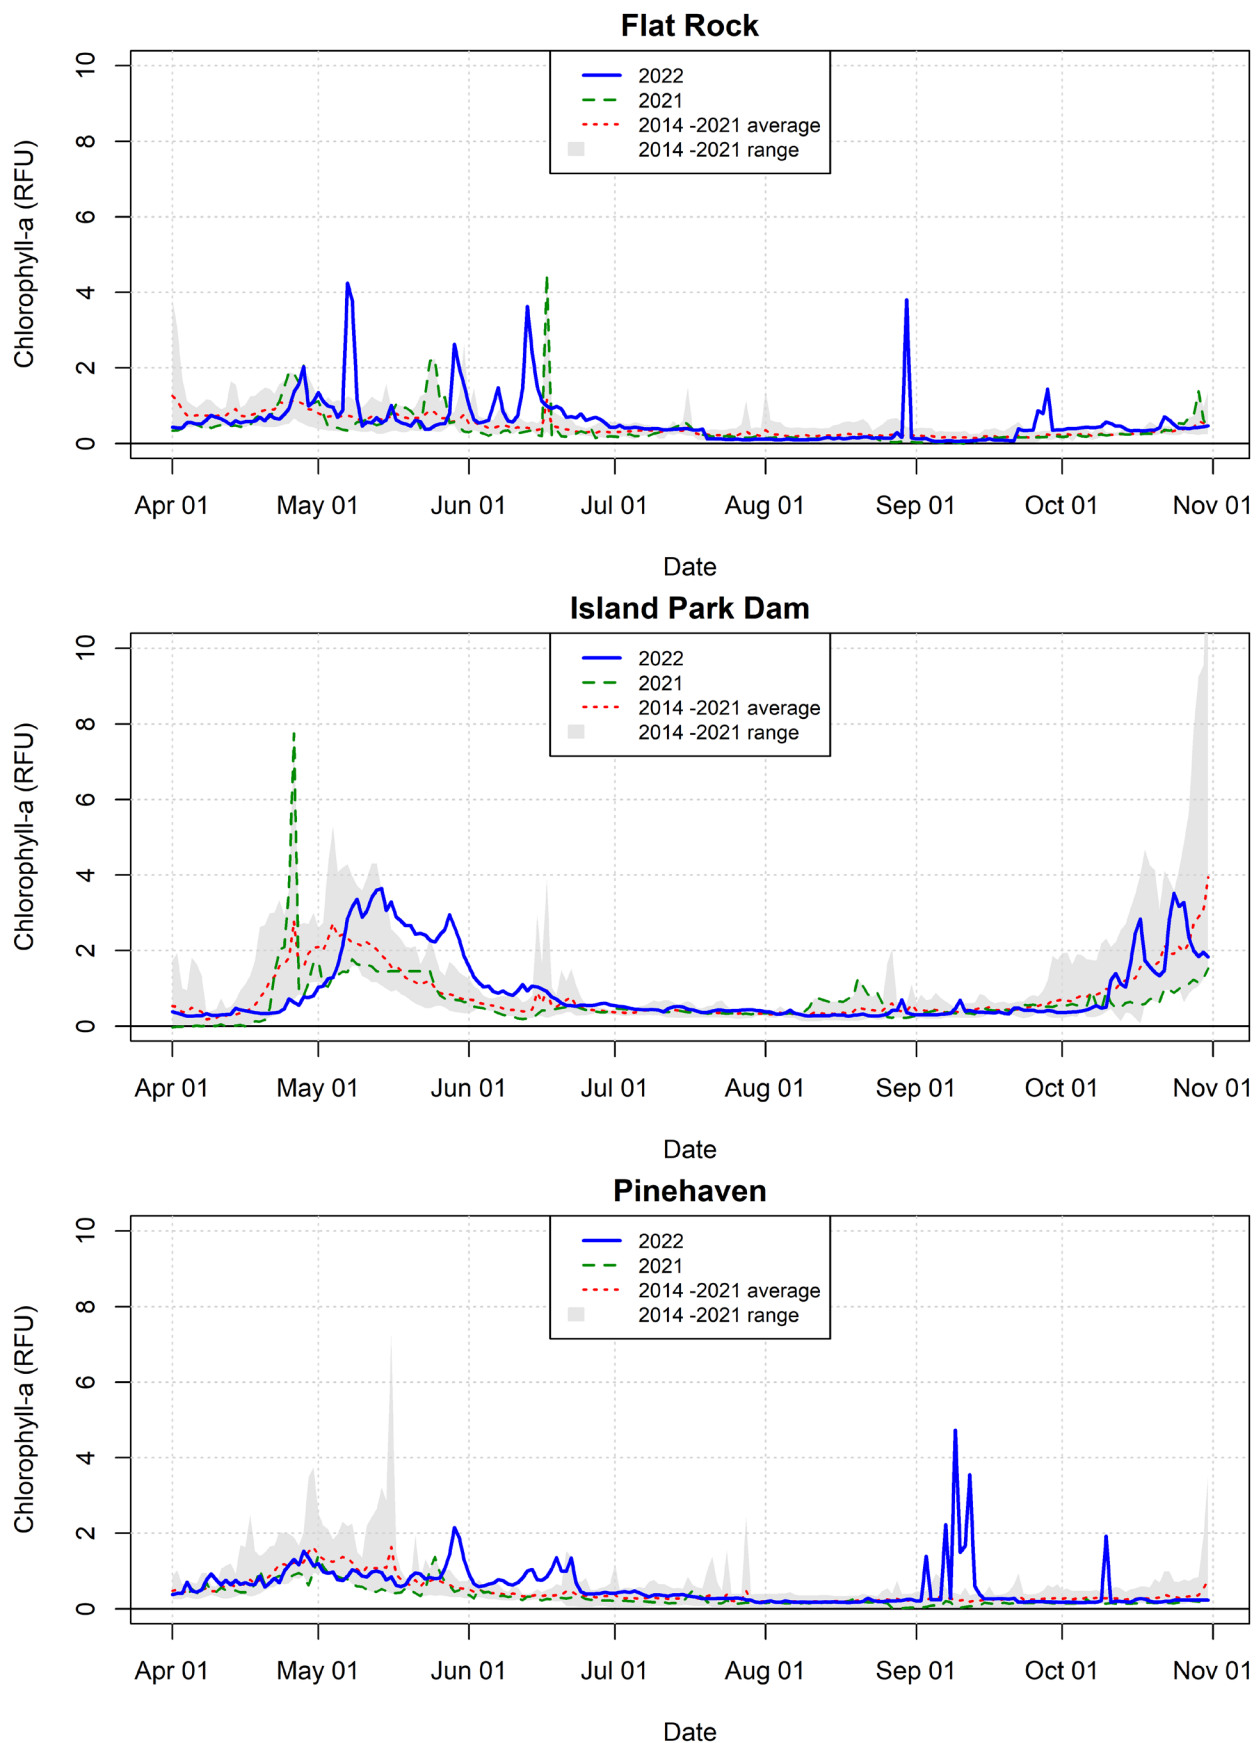 Flat Rock
10
8
6
4
2
0
Chlorophyll-a (RFU)
2022
2021
2014 -2021 average
2014 -2021 range
Apr 01 May 01 Jun 01 Jul 01 Aug 01 Sep 01 Oct 01 Nov 01
Date
Island Park Dam
10
8
6
4
2
0
Chlorophyll-a (RFU)
2022
2021
2014 -2021 average
2014 -2021 range
Apr 01 May 01 Jun 01 Jul 01 Aug 01 Sep 01 Oct 01 Nov 01
Date
Pinehaven
10
8
6
4
2
0
Chlorophyll-a (RFU)
2022
2021
2014 -2021 average
2014 -2021 range
Apr 01 May 01 Jun 01 Jul 01 Aug 01 Sep 01 Oct 01 Nov 01
Date